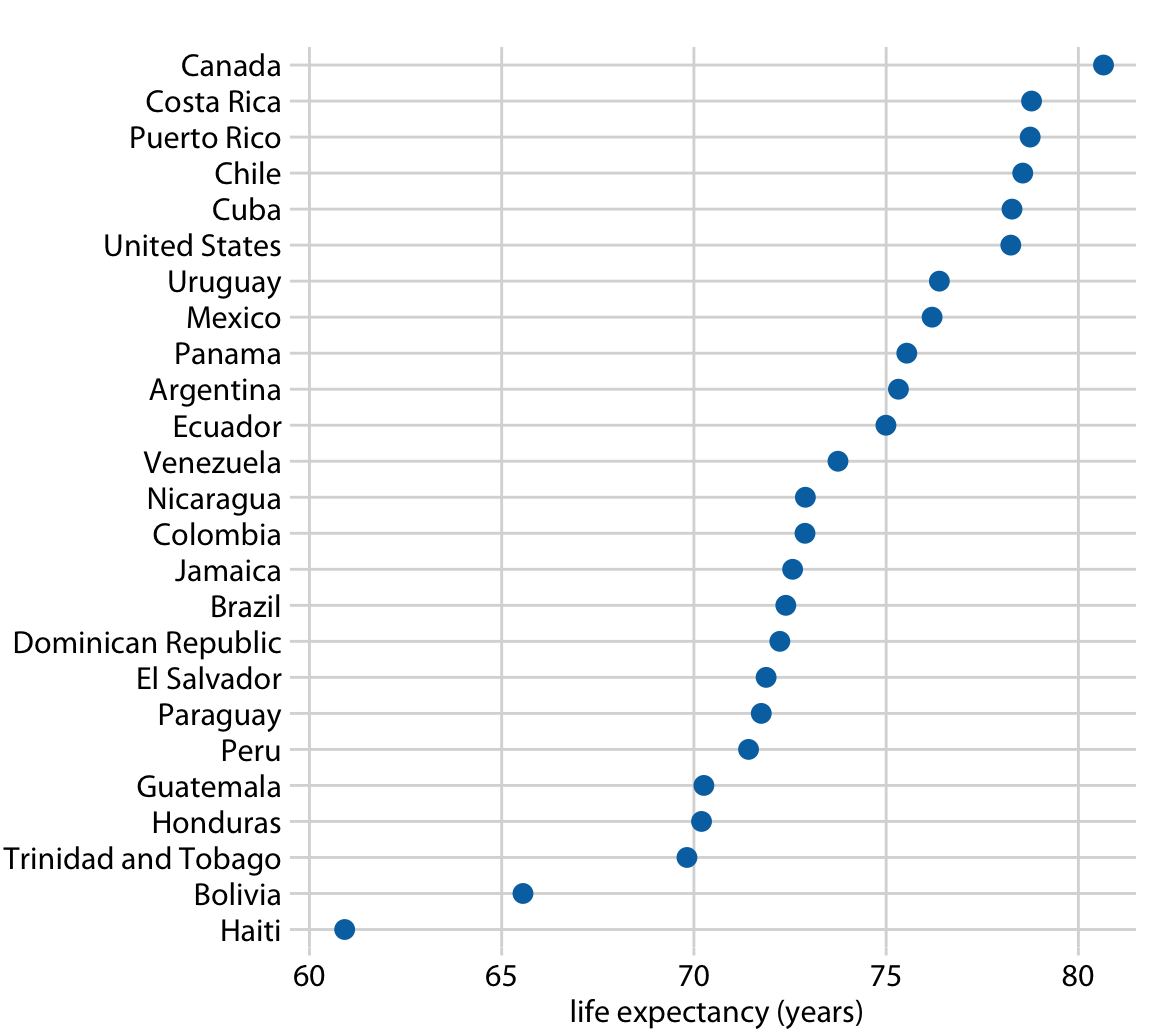 Canada
Costa Rica
Puerto Rico
Chile
Cuba
United States
Uruguay
Mexico
Panama
Argentina
Ecuador
Venezuela
Nicaragua
Colombia
Jamaica
Brazil
Dominican Republic
El Salvador
Paraguay
Peru
Guatemala
Honduras
Trinidad and Tobago
Bolivia
Haiti
60 65 70 75 80
life expectancy (years)